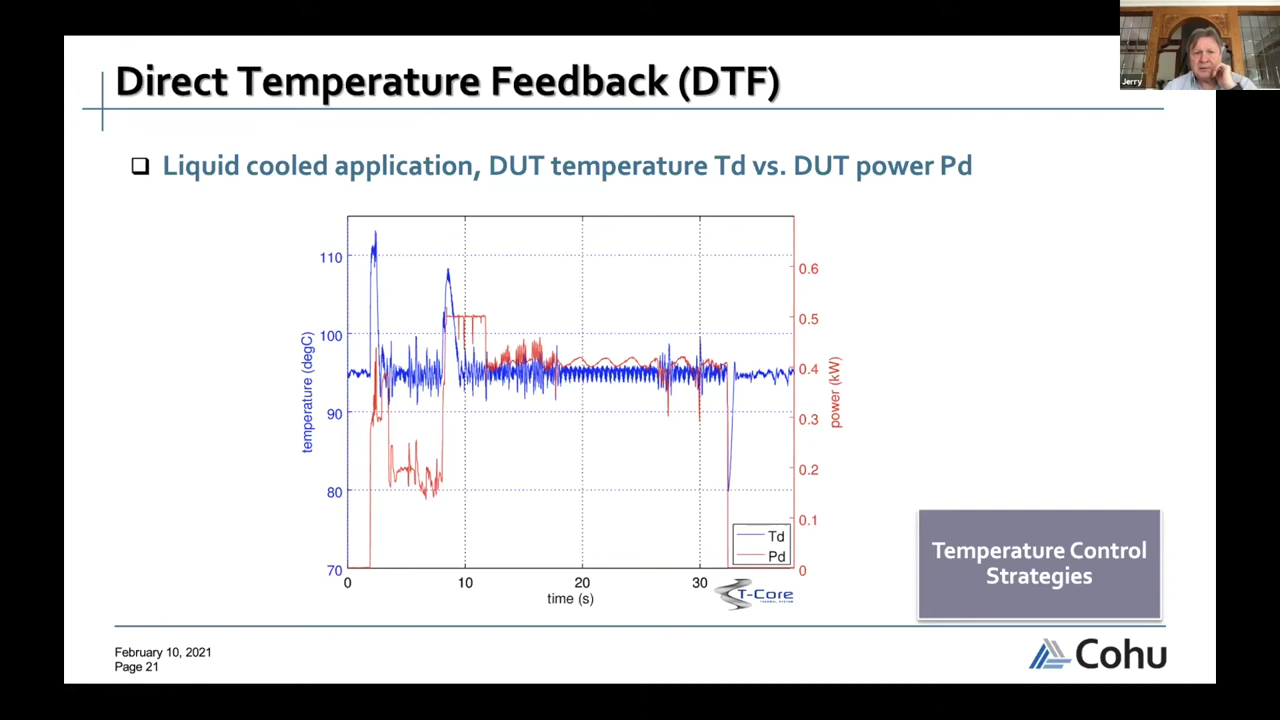 Direct Temperature Feedback (DTF)
Jerry
Liquid cooled application, DUT temperature Td vs. DUT power Pd
110
100
90
80
70
temperature (degC)
0.6
0.5
0.4
0.3
0.2
0.1
0
power (kW)
Td
Pd
0 10 20 30
time (s)
T-Core
THERMAL SYSTEM
Temperature Control
Strategies
February 10, 2021
Page 21
Cohu